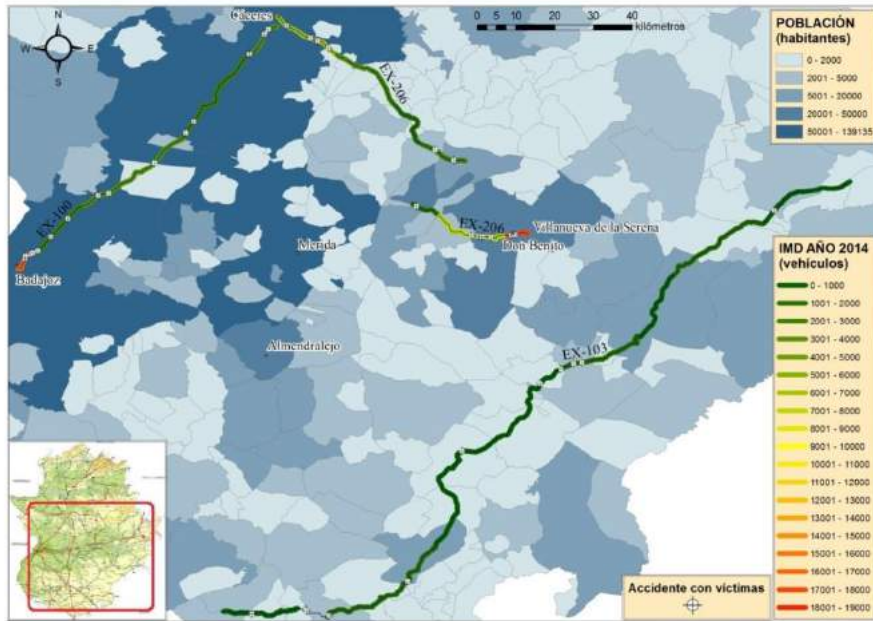 N
W
E
S
Cáceres
0 5 10 20 30 40
kilómetros
EX-206
EX-100
Badajoz
Mérida
EX-206
Villanueva de la Serena
Don Benito
Almendralejo
EX-103
POBLACIÓN
(habitantes)
0 - 2000
2001 - 5000
5001 - 20000
20001 - 50000
50001 - 139135
IMD AÑO 2014
(vehículos)
0 - 1000
1001 - 2000
2001 - 3000
3001 - 4000
4001 - 5000
5001 - 6000
6001 - 7000
7001 - 8000
8001 - 9000
9001 - 10000
10001 - 11000
11001 - 12000
12001 - 13000
13001 - 14000
14001 - 15000
15001 - 16000
16001 - 17000
17001 - 18000
18001 - 19000
Accidente con víctimas